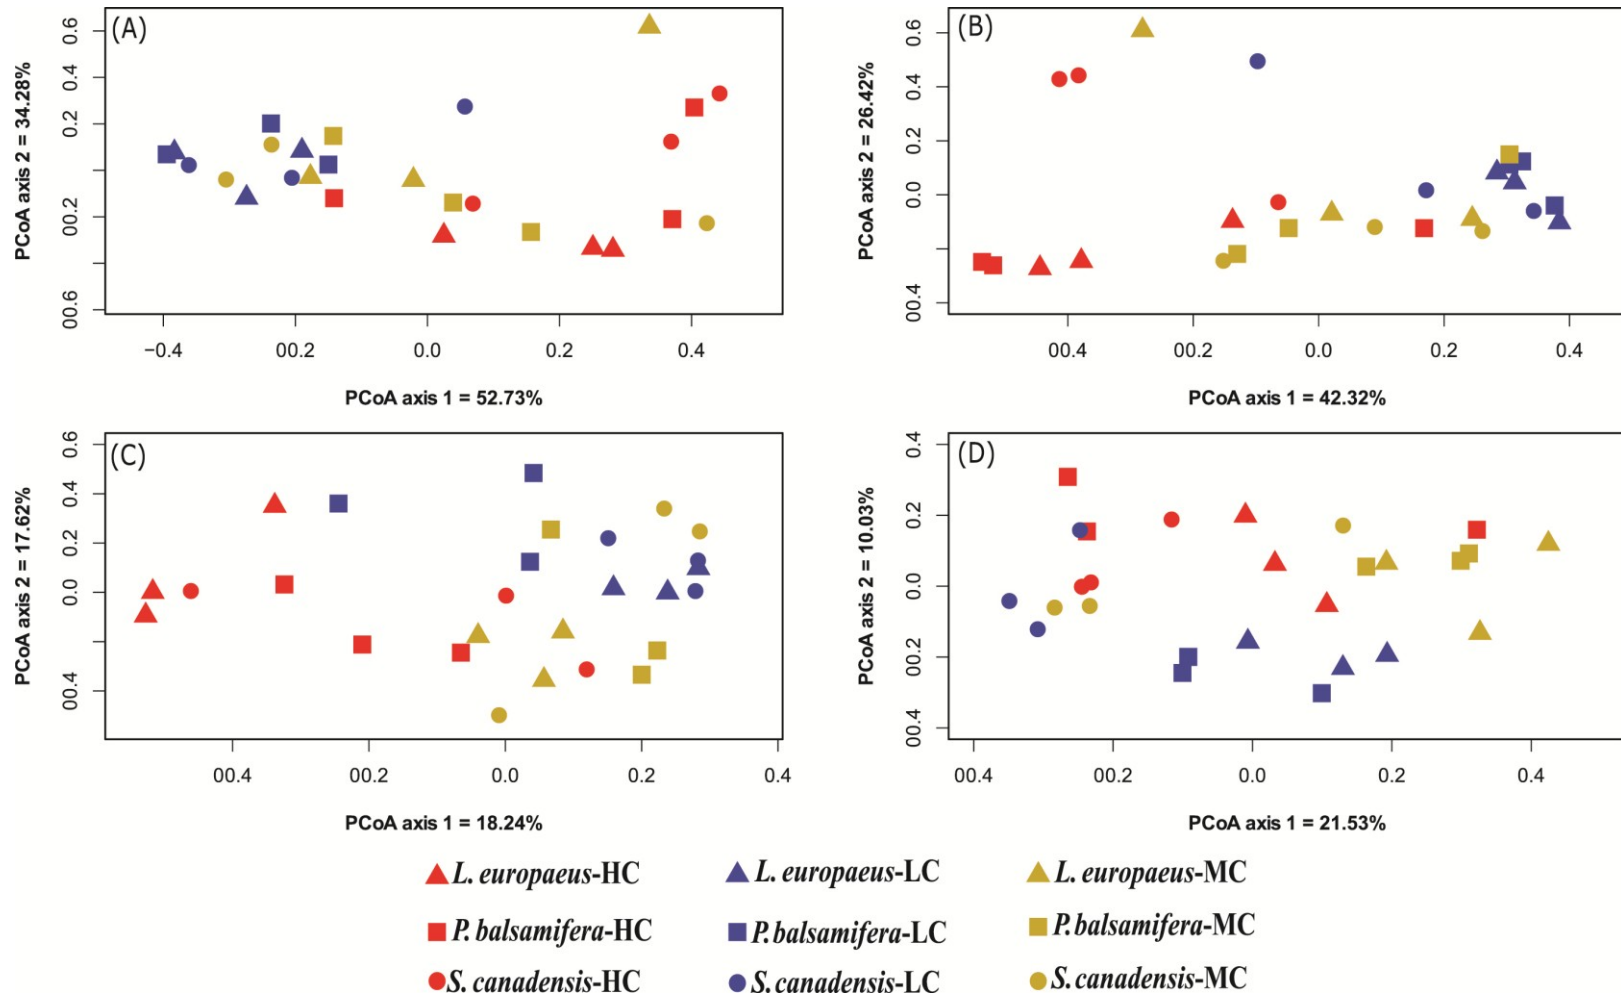 (A)
PCoA axis 2 = 34.28%
0.6
0.4
0.2
00.2
00.6
−0.4
00.2
0.0
0.2
0.4
PCoA axis 1 = 52.73%
(B)
PCoA axis 2 = 26.42%
0.6
0.4
0.2
0.0
00.4
00.4
00.2
0.0
0.2
0.4
PCoA axis 1 = 42.32%
(C)
PCoA axis 2 = 17.62%
0.6
0.4
0.2
0.0
00.4
00.4
00.2
0.0
0.2
0.4
PCoA axis 1 = 18.24%
(D)
PCoA axis 2 = 10.03%
0.4
0.2
0.0
00.2
00.4
00.4
00.2
0.0
0.2
0.4
PCoA axis 1 = 21.53%
L. europaeus-HC
L. europaeus-LC
L. europaeus-MC
P. balsamifera-HC
P. balsamifera-LC
P. balsamifera-MC
S. canadensis-HC
S. canadensis-LC
S. canadensis-MC